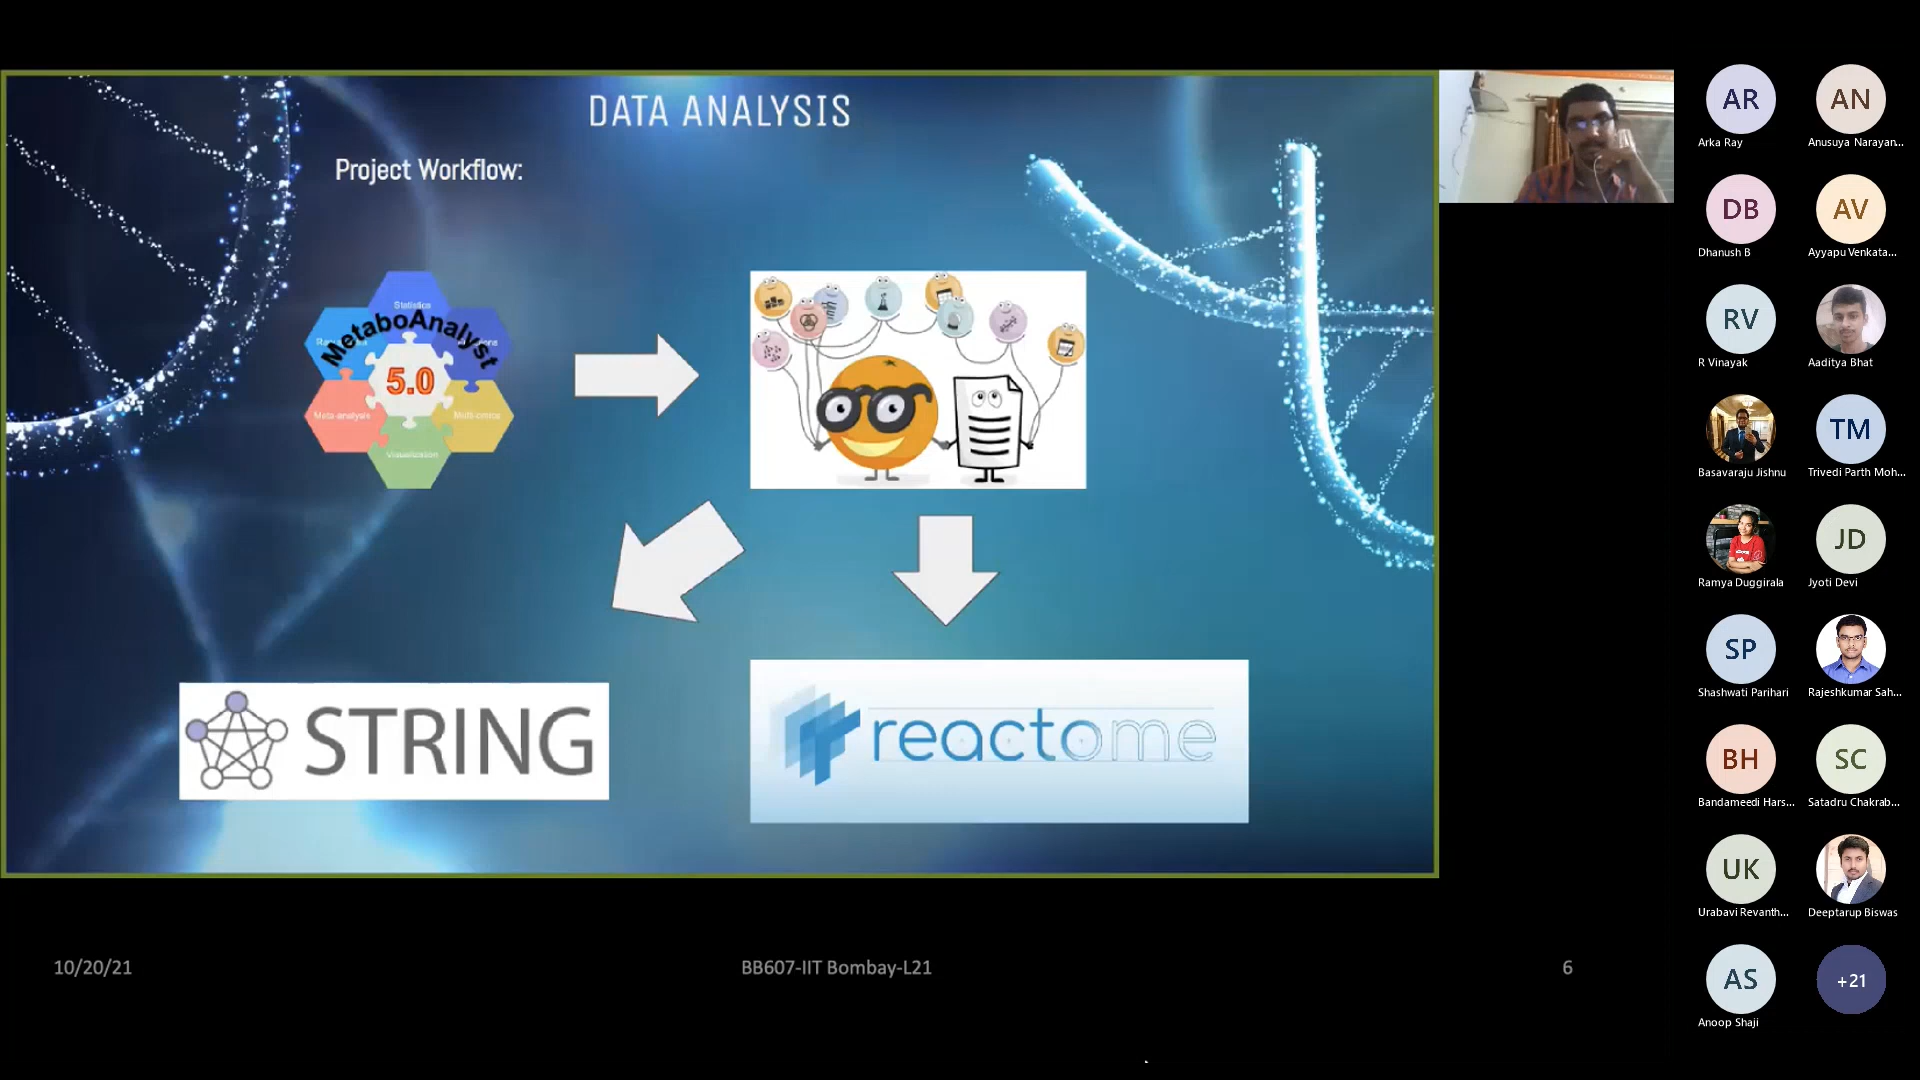 DATA ANALYSIS
Project Workflow:
Statistics
MetaboAnalyst
5.0
Meta-analysis
Multi-omics
Visualization
STRING
reactome
10/20/21
BB607-IIT Bombay-L21
6
AR
AN
Arka Ray
Anusuya Narayan...
DB
AV
Dhanush B
Ayyapu Venkata...
RV
R Vinayak
Aaditya Bhat
TM
Basavaraju Jishnu
Trivedi Parth Moh...
JD
Ramya Duggirala
Jyoti Devi
SP
Shashwati Parihari
Rajeshkumar Sah...
BH
SC
Bandameedi Hars...
Satadru Chakrab...
UK
Urabavi Revanth...
Deeptarup Biswas
AS
+21
Anoop Shaji